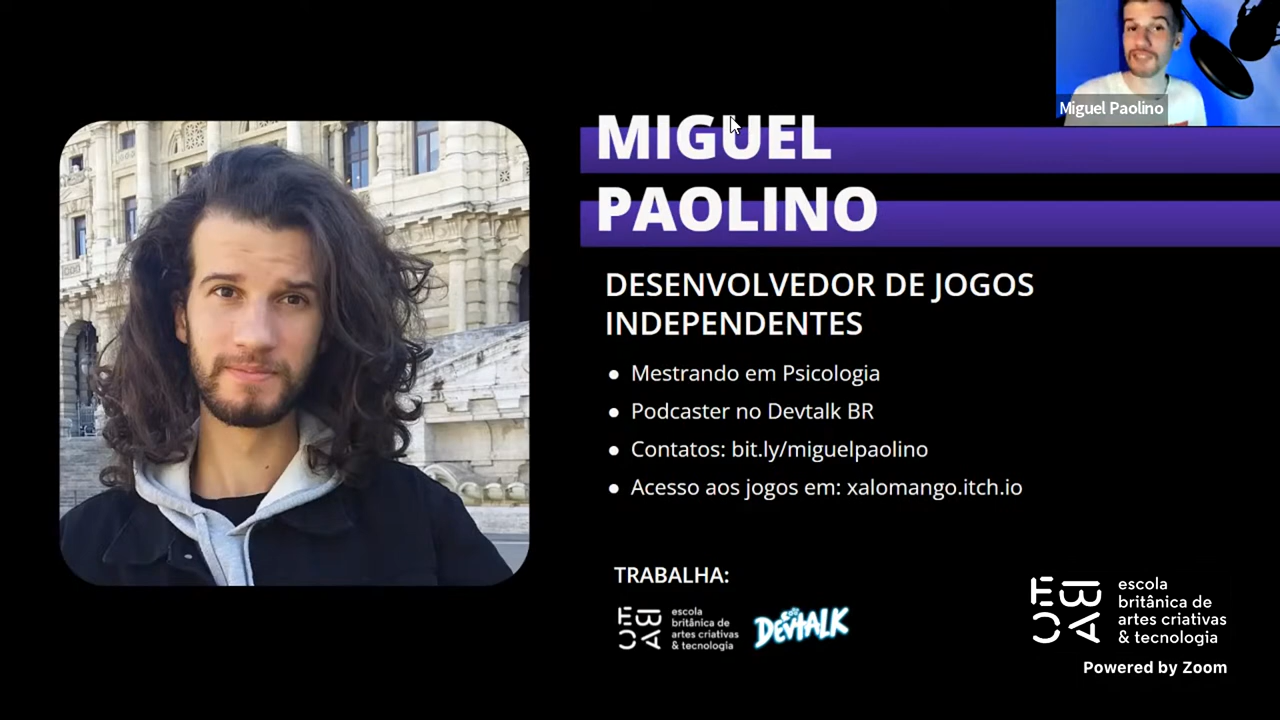 Miguel Paolino
MIGUEL
PAOLINO
DESENVOLVEDOR DE JOGOS
INDEPENDENTES
● Mestrando em Psicologia
● Podcaster no Devtalk BR
● Contatos: bit.ly/miguelpaolino
● Acesso aos jogos em: xalomango.itch.io
TRABALHA:
EBAC
escola
britânica de
artes criativas
& tecnologia
DEVTALK
EBAC
escola
britânica de
artes criativas
& tecnologia
Powered by Zoom